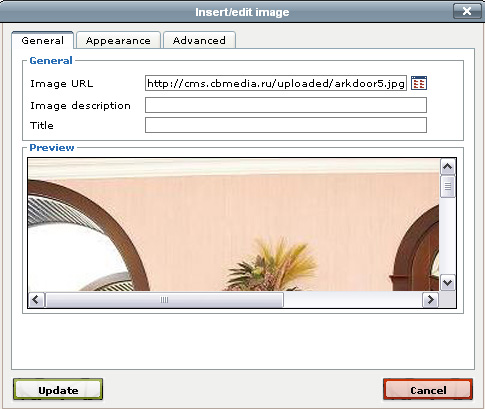 Insert/edit image
General Appearance Advanced
General
Image URL http://cms.cbmedia.ru/uploaded/arkdoor5.jpg
Image description
Title
Preview
Update Cancel